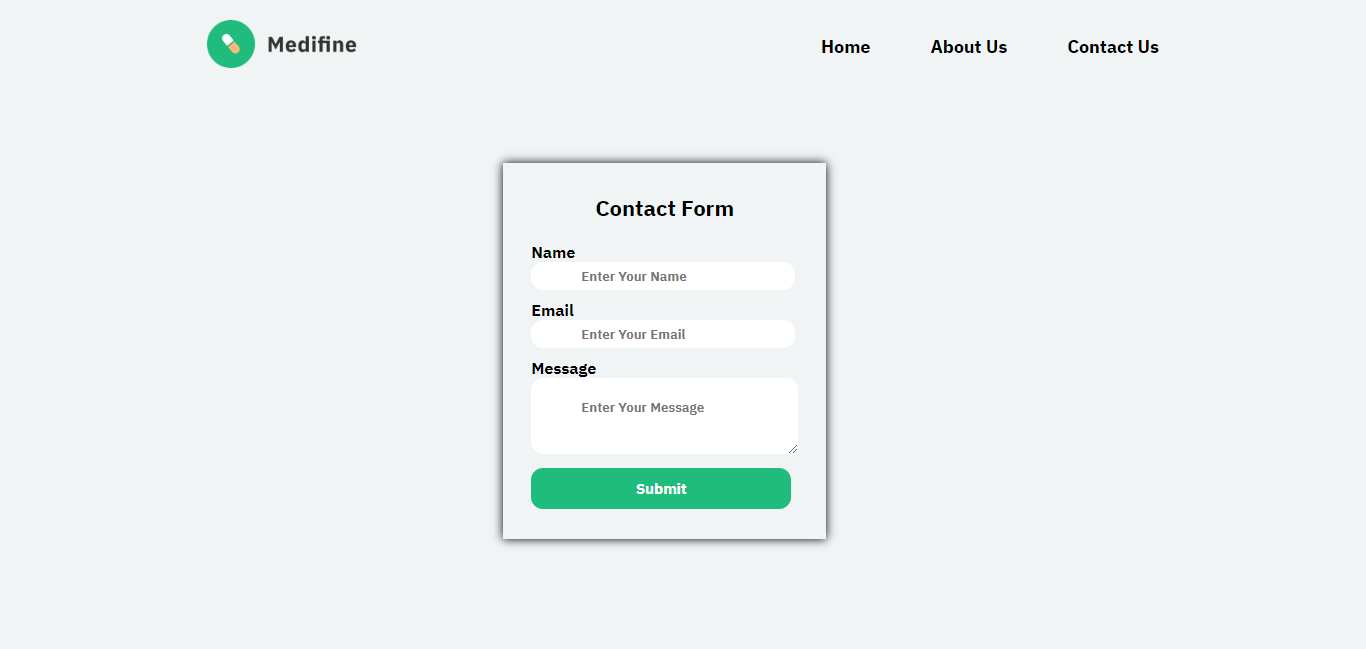 Medifine
Home About Us Contact Us
Contact Form
Name
Enter Your Name
Email
Enter Your Email
Message
Enter Your Message
Submit